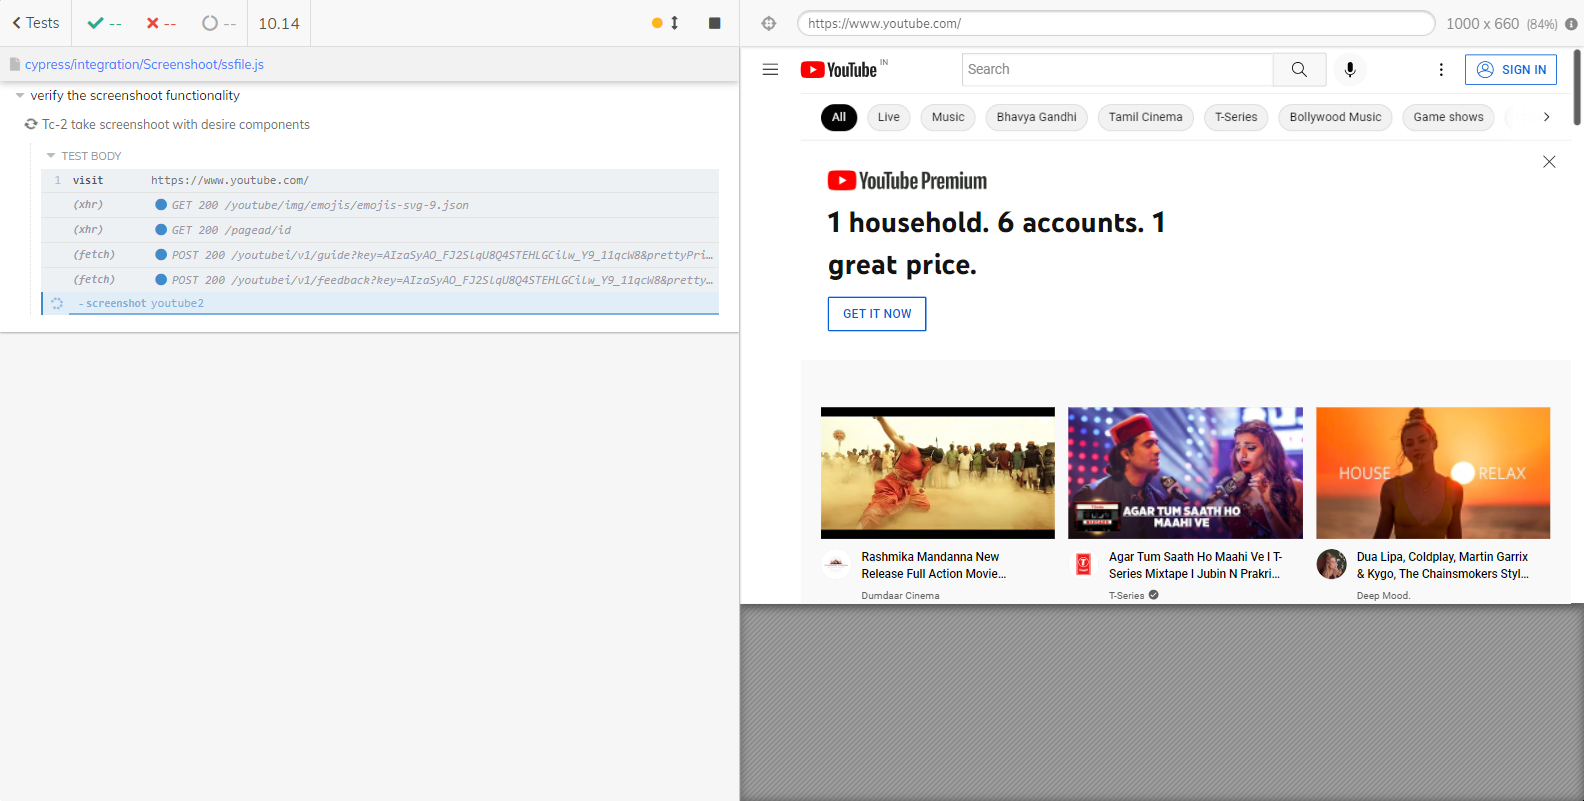 Tests
--
--
--
10.14
cypress/integration/Screenshoot/ssfile.js
verify the screenshoot functionality
Tc-2 take screenshoot with desire components
TEST BODY
1 visit https://www.youtube.com/
(xhr) GET 200 /youtube/img/emojis/emojis-svg-9.json
(xhr) GET 200 /pagead/id
(fetch) POST 200 /youtubei/v1/guide?key=AIzaSyAO_FJ2SlqU8Q4STEHLGCilw_Y9_11qcW8&prettyPri...
(fetch) POST 200 /youtubei/v1/feedback?key=AIzaSyAO_FJ2SlqU8Q4STEHLGCilw_Y9_11qcW8&pretty...
-screenshot youtube2
https://www.youtube.com/
1000 x 660 (84%)
YouTube IN
Search
SIGN IN
All
Live
Music
Bhavya Gandhi
Tamil Cinema
T-Series
Bollywood Music
Game shows
YouTube Premium
1 household. 6 accounts. 1
great price.
GET IT NOW
AGAR TUM SAATH HO
MAAHI VE
MIXTAPE
HOUSE RELAX
Rashmika Mandanna New
Release Full Action Movie...
Dumdaar Cinema
Agar Tum Saath Ho Maahi Ve I T-
Series Mixtape I Jubin N Prakri...
T-Series
Dua Lipa, Coldplay, Martin Garrix
& Kygo, The Chainsmokers Styl...
Deep Mood.